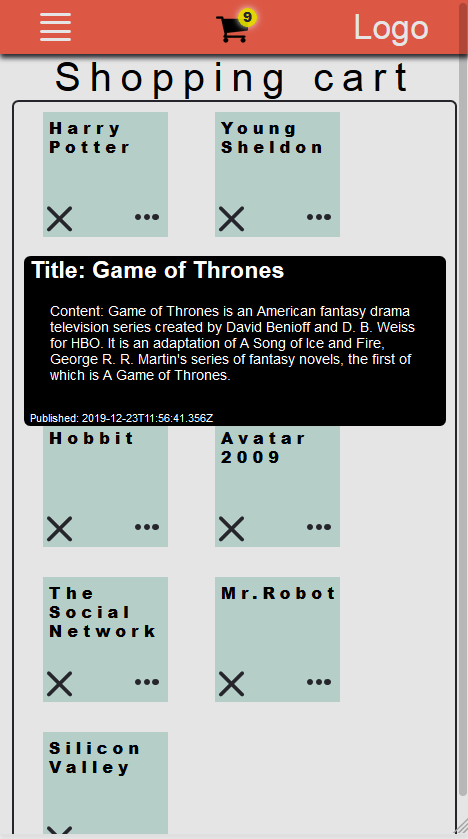 9
Logo
Shopping cart
Harry
Potter
Young
Sheldon
Title: Game of Thrones
Content: Game of Thrones is an American fantasy drama
television series created by David Benioff and D. B. Weiss
for HBO. It is an adaptation of A Song of Ice and Fire,
George R. R. Martin's series of fantasy novels, the first of
which is A Game of Thrones.
Published: 2019-12-23T11:56:41.356Z
Hobbit
Avatar
2009
The
Social
Network
Mr.Robot
Silicon
Valley